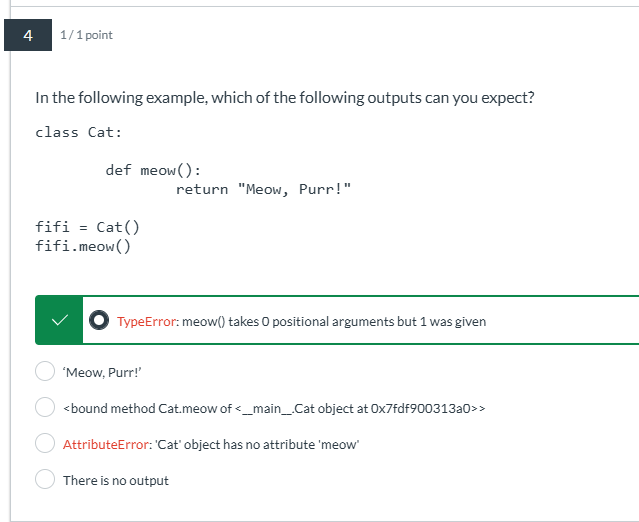 4 1 / 1 point
In the following example, which of the following outputs can you expect?
class Cat:
def meow():
return "Meow, Purr!"
fifi = Cat()
fifi.meow()
TypeError: meow() takes 0 positional arguments but 1 was given
‘Meow, Purr!’
<bound method Cat.meow of <__main__.Cat object at 0x7fdf900313a0>>
AttributeError: 'Cat' object has no attribute 'meow'
There is no output